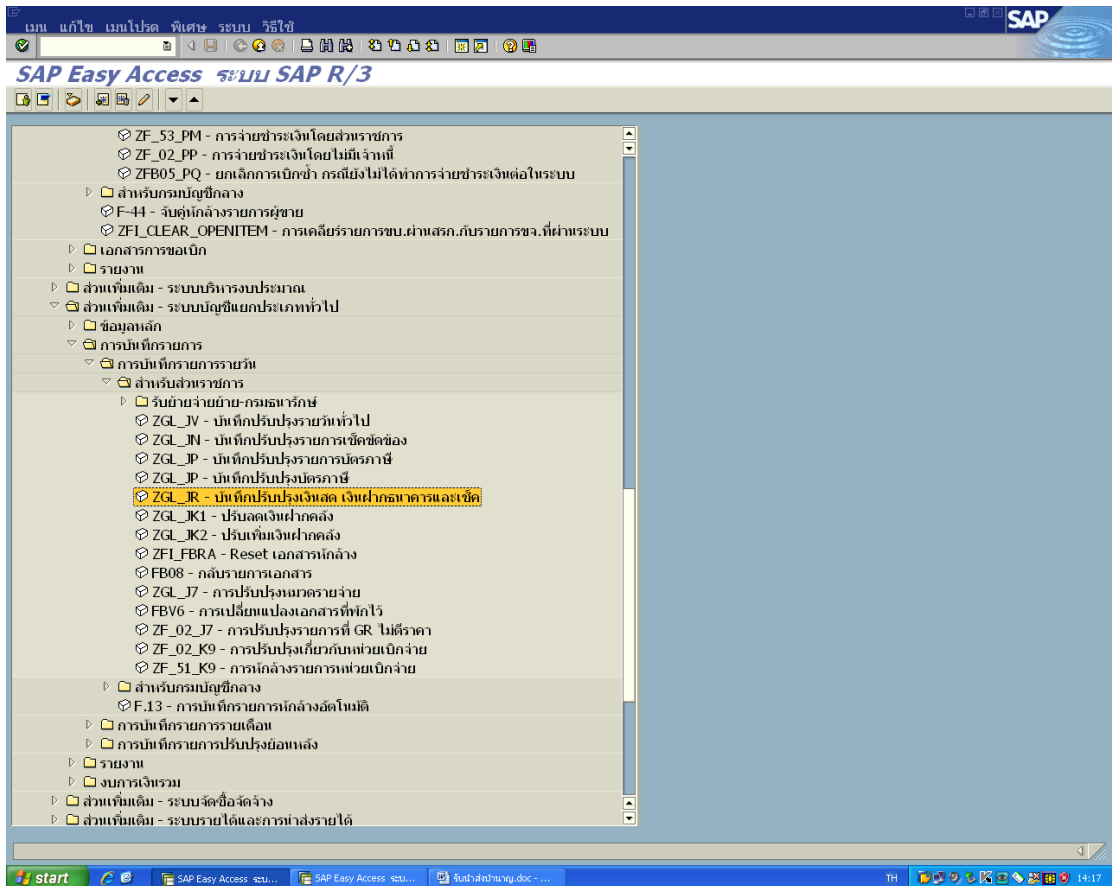 เมนู แก้ไข เมนูโปรด พิเศษ ระบบ วิธีใช้
SAP
SAP Easy Access ระบบ SAP R/3
ZF_53_PM - การจ่ายชำระเงินโดยส่วนราชการ
ZF_02_PP - การจ่ายชำระเงินโดยไม่มีเจ้าหนี้
ZFB05_PQ - ยกเลิกการเบิกซ้ำ กรณียังไม่ได้ทำการจ่ายชำระเงินต่อในระบบ
สำหรับกรมบัญชีกลาง
F-44 - จับคู่หักล้างรายการผู้ขาย
ZFI_CLEAR_OPENITEM - การเคลียร์รายการขบ.ผ่านสรก.กับรายการขจ.ที่ผ่านระบบ
เอกสารการขอเบิก
รายงาน
ส่วนเพิ่มเติม - ระบบบริหารงบประมาณ
ส่วนเพิ่มเติม - ระบบบัญชีแยกประเภททั่วไป
ข้อมูลหลัก
การบันทึกรายการ
การบันทึกรายการรายวัน
สำหรับส่วนราชการ
รับย้ายจ่ายย้าย-กรมธนารักษ์
ZGL_JV - บันทึกปรับปรุงรายวันทั่วไป
ZGL_JN - บันทึกปรับปรุงรายการเช็คขัดข้อง
ZGL_JP - บันทึกปรับปรุงรายการบัตรภาษี
ZGL_JP - บันทึกปรับปรุงบัตรภาษี
ZGL_JR - บันทึกปรับปรุงเงินสด เงินฝากธนาคารและเช็ค
ZGL_JK1 - ปรับลดเงินฝากคลัง
ZGL_JK2 - ปรับเพิ่มเงินฝากคลัง
ZFI_FBRA - Reset เอกสารหักล้าง
FB08 - กลับรายการเอกสาร
ZGL_J7 - การปรับปรุงหมวดรายจ่าย
FBV6 - การเปลี่ยนแปลงเอกสารที่พักไว้
ZF_02_J7 - การปรับปรุงรายการที่ GR ไม่ตีราคา
ZF_02_K9 - การปรับปรุงเกี่ยวกับหน่วยเบิกจ่าย
ZF_51_K9 - การหักล้างรายการหน่วยเบิกจ่าย
สำหรับกรมบัญชีกลาง
F.13 - การบันทึกรายการหักล้างอัตโนมัติ
การบันทึกรายการรายเดือน
การบันทึกรายการปรับปรุงย้อนหลัง
รายงาน
งบการเงินรวม
ส่วนเพิ่มเติม - ระบบจัดซื้อจัดจ้าง
ส่วนเพิ่มเติม - ระบบรายได้และการนำส่งรายได้
start SAP Easy Access ระบ... SAP Easy Access ระบ... รับนำส่งชำนาญ.doc - ... TH 14:17